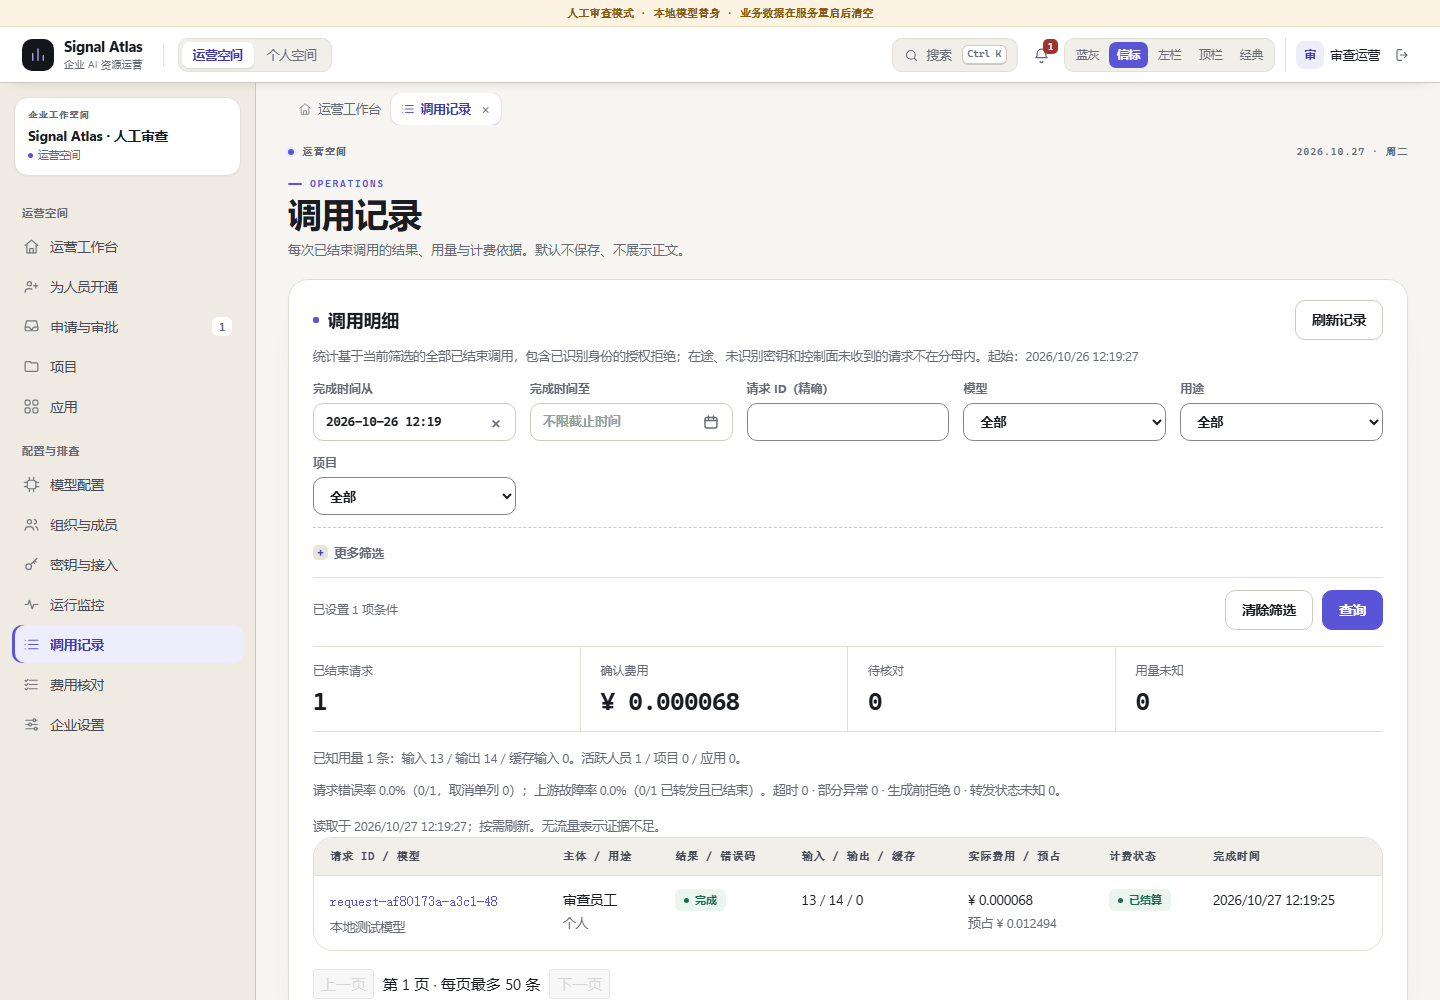 人工审查模式 · 本地模型替身 · 业务数据在服务重启后清空
Signal Atlas
企业 AI 资源运营
运营空间 个人空间
搜索 Ctrl K
1
蓝灰 信标 左栏 顶栏 经典
审 审查运营
企业工作空间
Signal Atlas · 人工审查
运营空间
运营空间
运营工作台
为人员开通
申请与审批 1
项目
应用
配置与排查
模型配置
组织与成员
密钥与接入
运行监控
调用记录
费用核对
企业设置
运营工作台 调用记录 ×
运营空间 2026.10.27 · 周二
OPERATIONS
调用记录
每次已结束调用的结果、用量与计费依据。默认不保存、不展示正文。
调用明细 刷新记录
统计基于当前筛选的全部已结束调用，包含已识别身份的授权拒绝；在途、未识别密钥和控制面未收到的请求不在分母内。起始：2026/10/26 12:19:27
完成时间从 完成时间至 请求 ID（精确） 模型 用途
2026-10-26 12:19 × 不限截止时间 全部 全部
项目
全部
+ 更多筛选
已设置 1 项条件 清除筛选 查询
已结束请求 确认费用 待核对 用量未知
1 ¥ 0.000068 0 0
已知用量 1 条：输入 13 / 输出 14 / 缓存输入 0。活跃人员 1 / 项目 0 / 应用 0。
请求错误率 0.0%（0/1，取消单列 0）；上游故障率 0.0%（0/1 已转发且已结束）。超时 0 · 部分异常 0 · 生成前拒绝 0 · 转发状态未知 0。
读取于 2026/10/27 12:19:27；按需刷新。无流量表示证据不足。
请求 ID / 模型 主体 / 用途 结果 / 错误码 输入 / 输出 / 缓存 实际费用 / 预占 计费状态 完成时间
request-af80173a-a3c1-48 审查员工 完成 13 / 14 / 0 ¥ 0.000068 已结算 2026/10/27 12:19:25
本地测试模型 个人 预占 ¥ 0.012494
上一页 第 1 页 · 每页最多 50 条 下一页